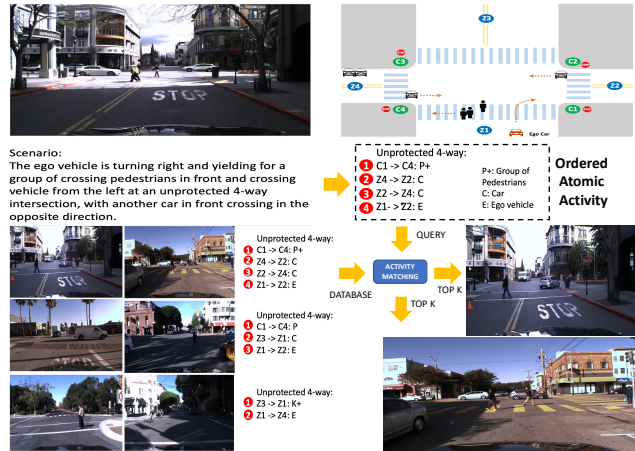 STOP
C3
Z3
C2
Z4
Z2
C4
C1
Z1
Ego Car
Scenario:
The ego vehicle is turning right and yielding for a
group of crossing pedestrians in front and crossing
vehicle from the left at an unprotected 4-way
intersection, with another car in front crossing in the
opposite direction.
Unprotected 4-way:
1 C1 -> C4: P+
2 Z4 -> Z2: C
3 Z2 -> Z4: C
4 Z1- > Z2: E
P+: Group of
Pedestrians
C: Car
E: Ego vehicle
Ordered
Atomic
Activity
QUERY
STOP
Unprotected 4-way:
1 C1 -> C4: P+
2 Z4 -> Z2: C
3 Z2 -> Z4: C
4 Z1- > Z2: E
Unprotected 4-way:
1 C1 -> C4: P
2 Z3 -> Z1: C
3 Z1 -> Z2: E
Unprotected 4-way:
1 Z3 -> Z1: K+
2 Z1 -> Z4: E
DATABASE
ACTIVITY
MATCHING
TOP K
TOP K
STOP